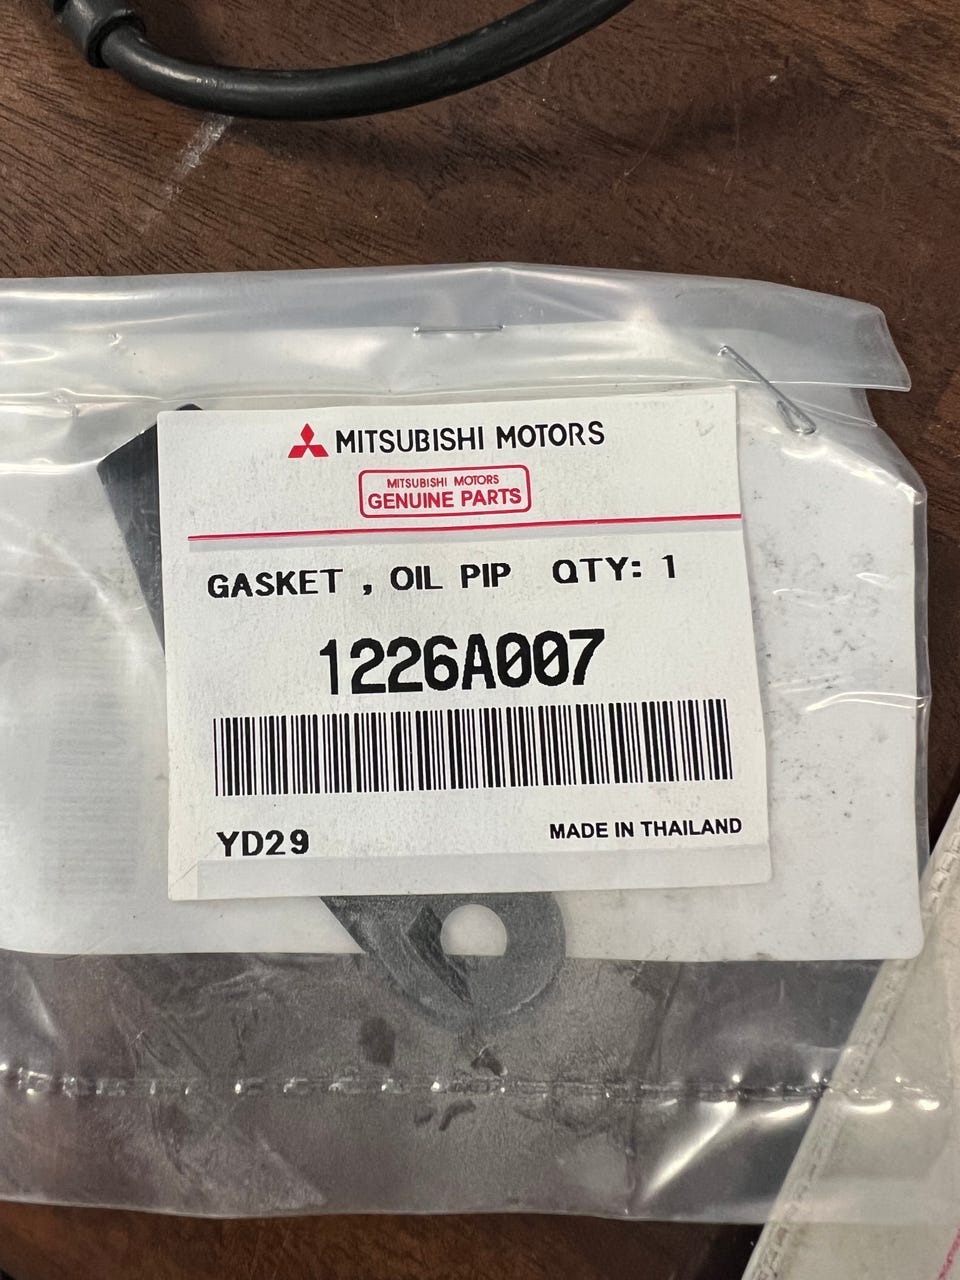 MITSUBISHI MOTORS
MITSUBISHI MOTORS
GENUINE PARTS
GASKET , OIL PIP QTY: 1
1226A007
YD29
MADE IN THAILAND